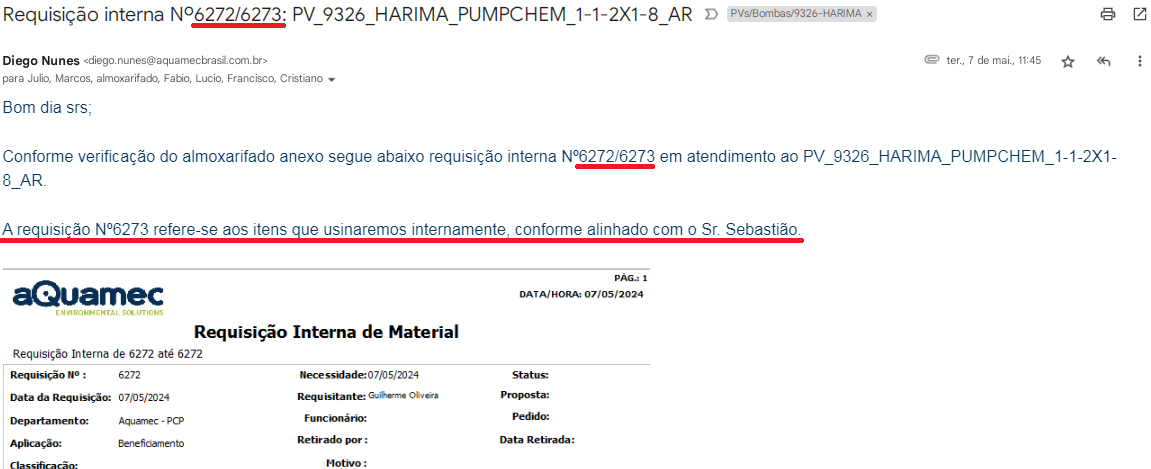 Requisição interna Nº6272/6273: PV_9326_HARIMA_PUMPCHEM_1-1-2X1-8_AR PVs/Bombas/9326-HARIMA ×
Diego Nunes <diego.nunes@aquamecbrasil.com.br> ter., 7 de mai., 11:45
para Julio, Marcos, almoxarifado, Fabio, Lucio, Francisco, Cristiano
Bom dia srs;
Conforme verificação do almoxarifado anexo segue abaixo requisição interna Nº6272/6273 em atendimento ao PV_9326_HARIMA_PUMPCHEM_1-1-2X1-
8_AR.
A requisição Nº6273 refere-se aos itens que usinaremos internamente, conforme alinhado com o Sr. Sebastião.
PÁG.: 1
aQuamec
ENVIRONMENTAL SOLUTIONS
DATA/HORA: 07/05/2024
Requisição Interna de Material
Requisição Interna de 6272 até 6272
Requisição Nº : 6272 Necessidade: 07/05/2024 Status:
Data da Requisição: 07/05/2024 Requisitante: Guilherme Oliveira Proposta:
Departamento: Aquamec - PCP Funcionário: Pedido:
Aplicação: Beneficiamento Retirado por : Data Retirada:
Classificação: Motivo :